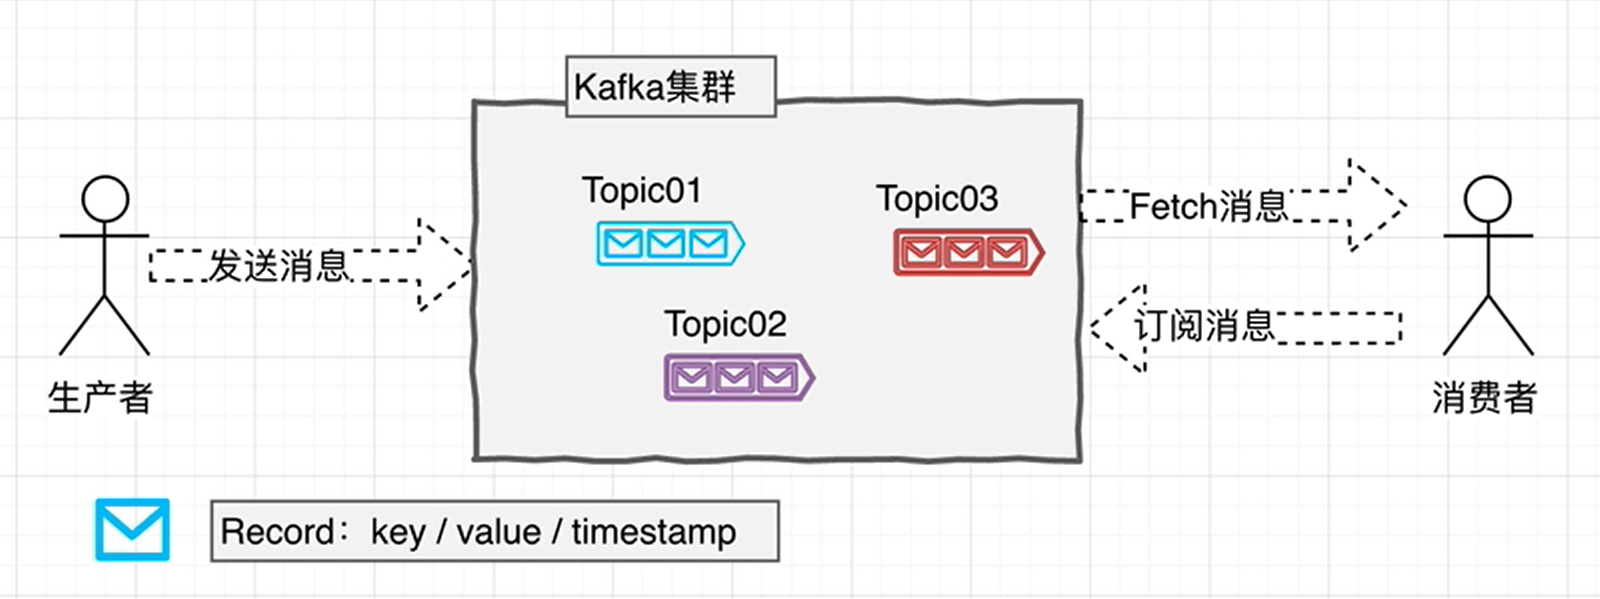 Kafka集群
Topic01
Topic03
Topic02
发送消息
Fetch消息
订阅消息
生产者
消费者
Record：key / value / timestamp